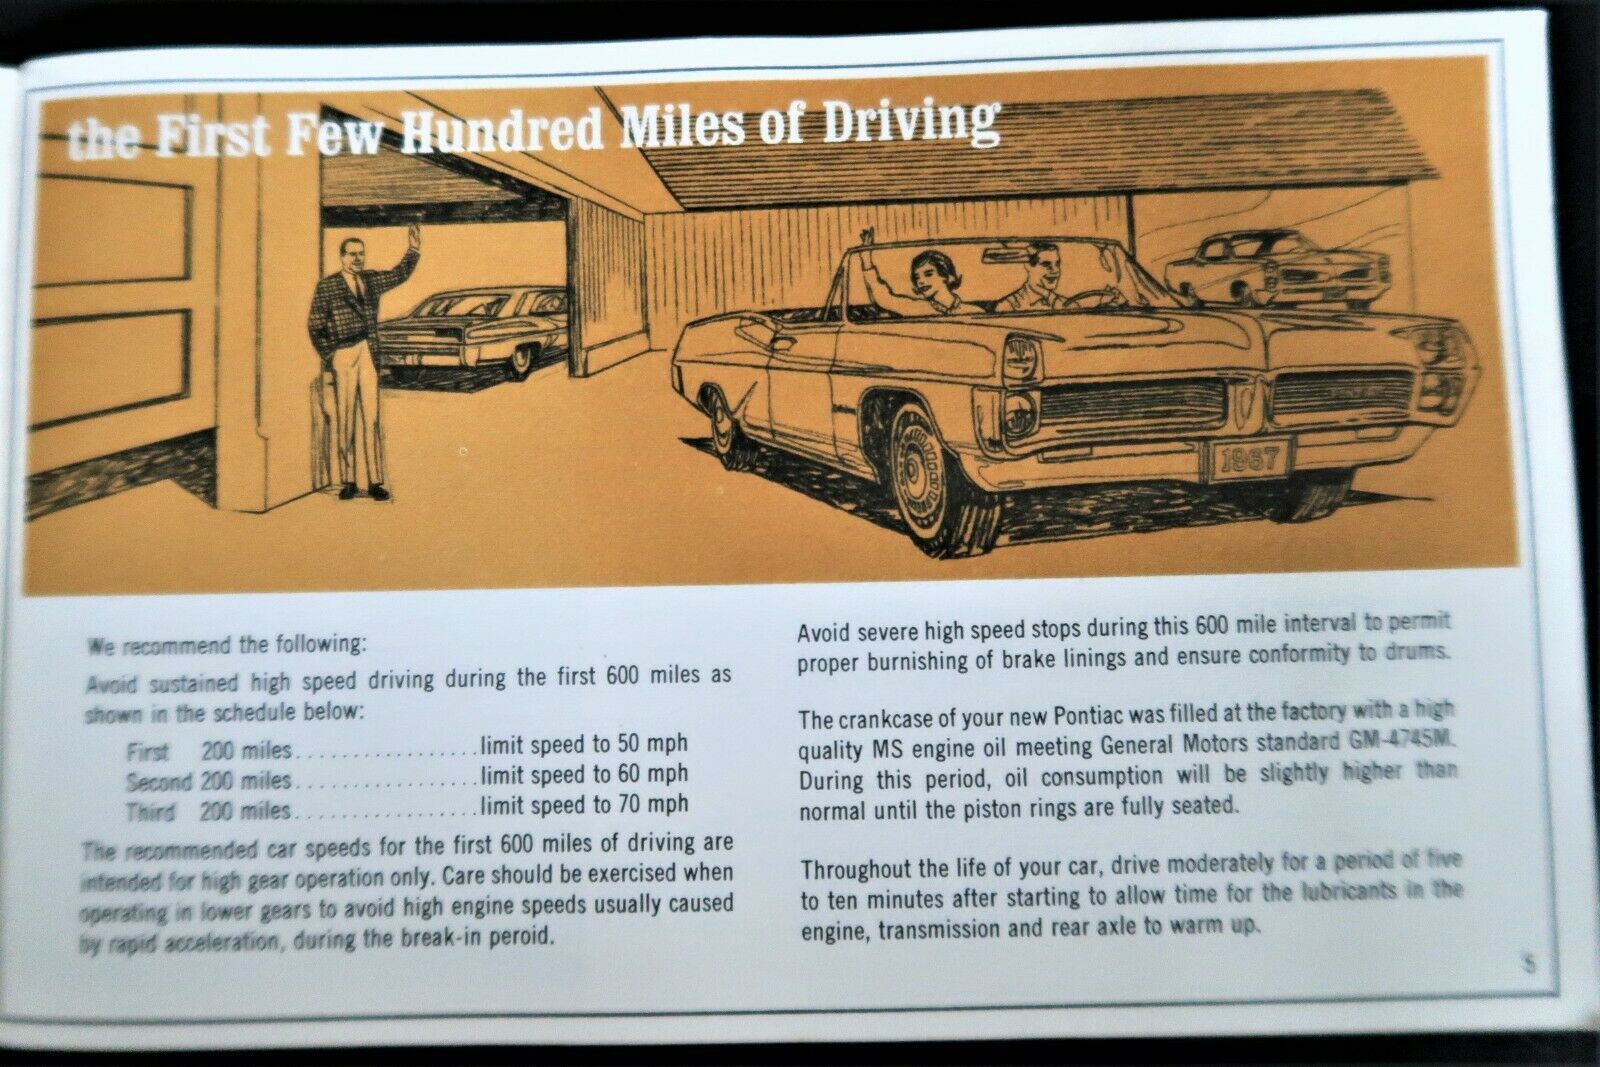 the First Few Hundred Miles of Driving
1967
We recommend the following:
Avoid sustained high speed driving during the first 600 miles as
shown in the schedule below:
First 200 miles.................limit speed to 50 mph
Second 200 miles.................limit speed to 60 mph
Third 200 miles.................limit speed to 70 mph
The recommended car speeds for the first 600 miles of driving are
intended for high gear operation only. Care should be exercised when
operating in lower gears to avoid high engine speeds usually caused
by rapid acceleration, during the break-in peroid.
Avoid severe high speed stops during this 600 mile interval to permit
proper burnishing of brake linings and ensure conformity to drums.
The crankcase of your new Pontiac was filled at the factory with a high
quality MS engine oil meeting General Motors standard GM-4745M.
During this period, oil consumption will be slightly higher than
normal until the piston rings are fully seated.
Throughout the life of your car, drive moderately for a period of five
to ten minutes after starting to allow time for the lubricants in the
engine, transmission and rear axle to warm up.
5